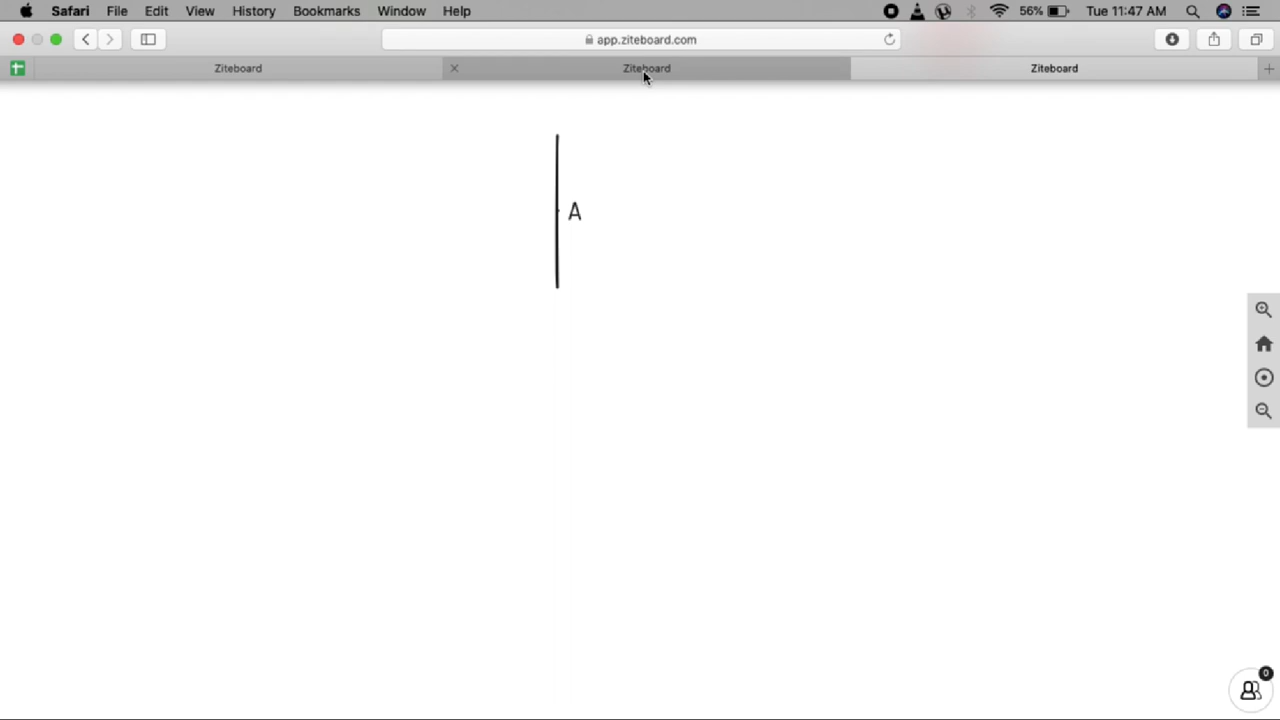 Safari File Edit View History Bookmarks Window Help 56% Tue 11:47 AM
app.ziteboard.com
Ziteboard Ziteboard Ziteboard
A
0